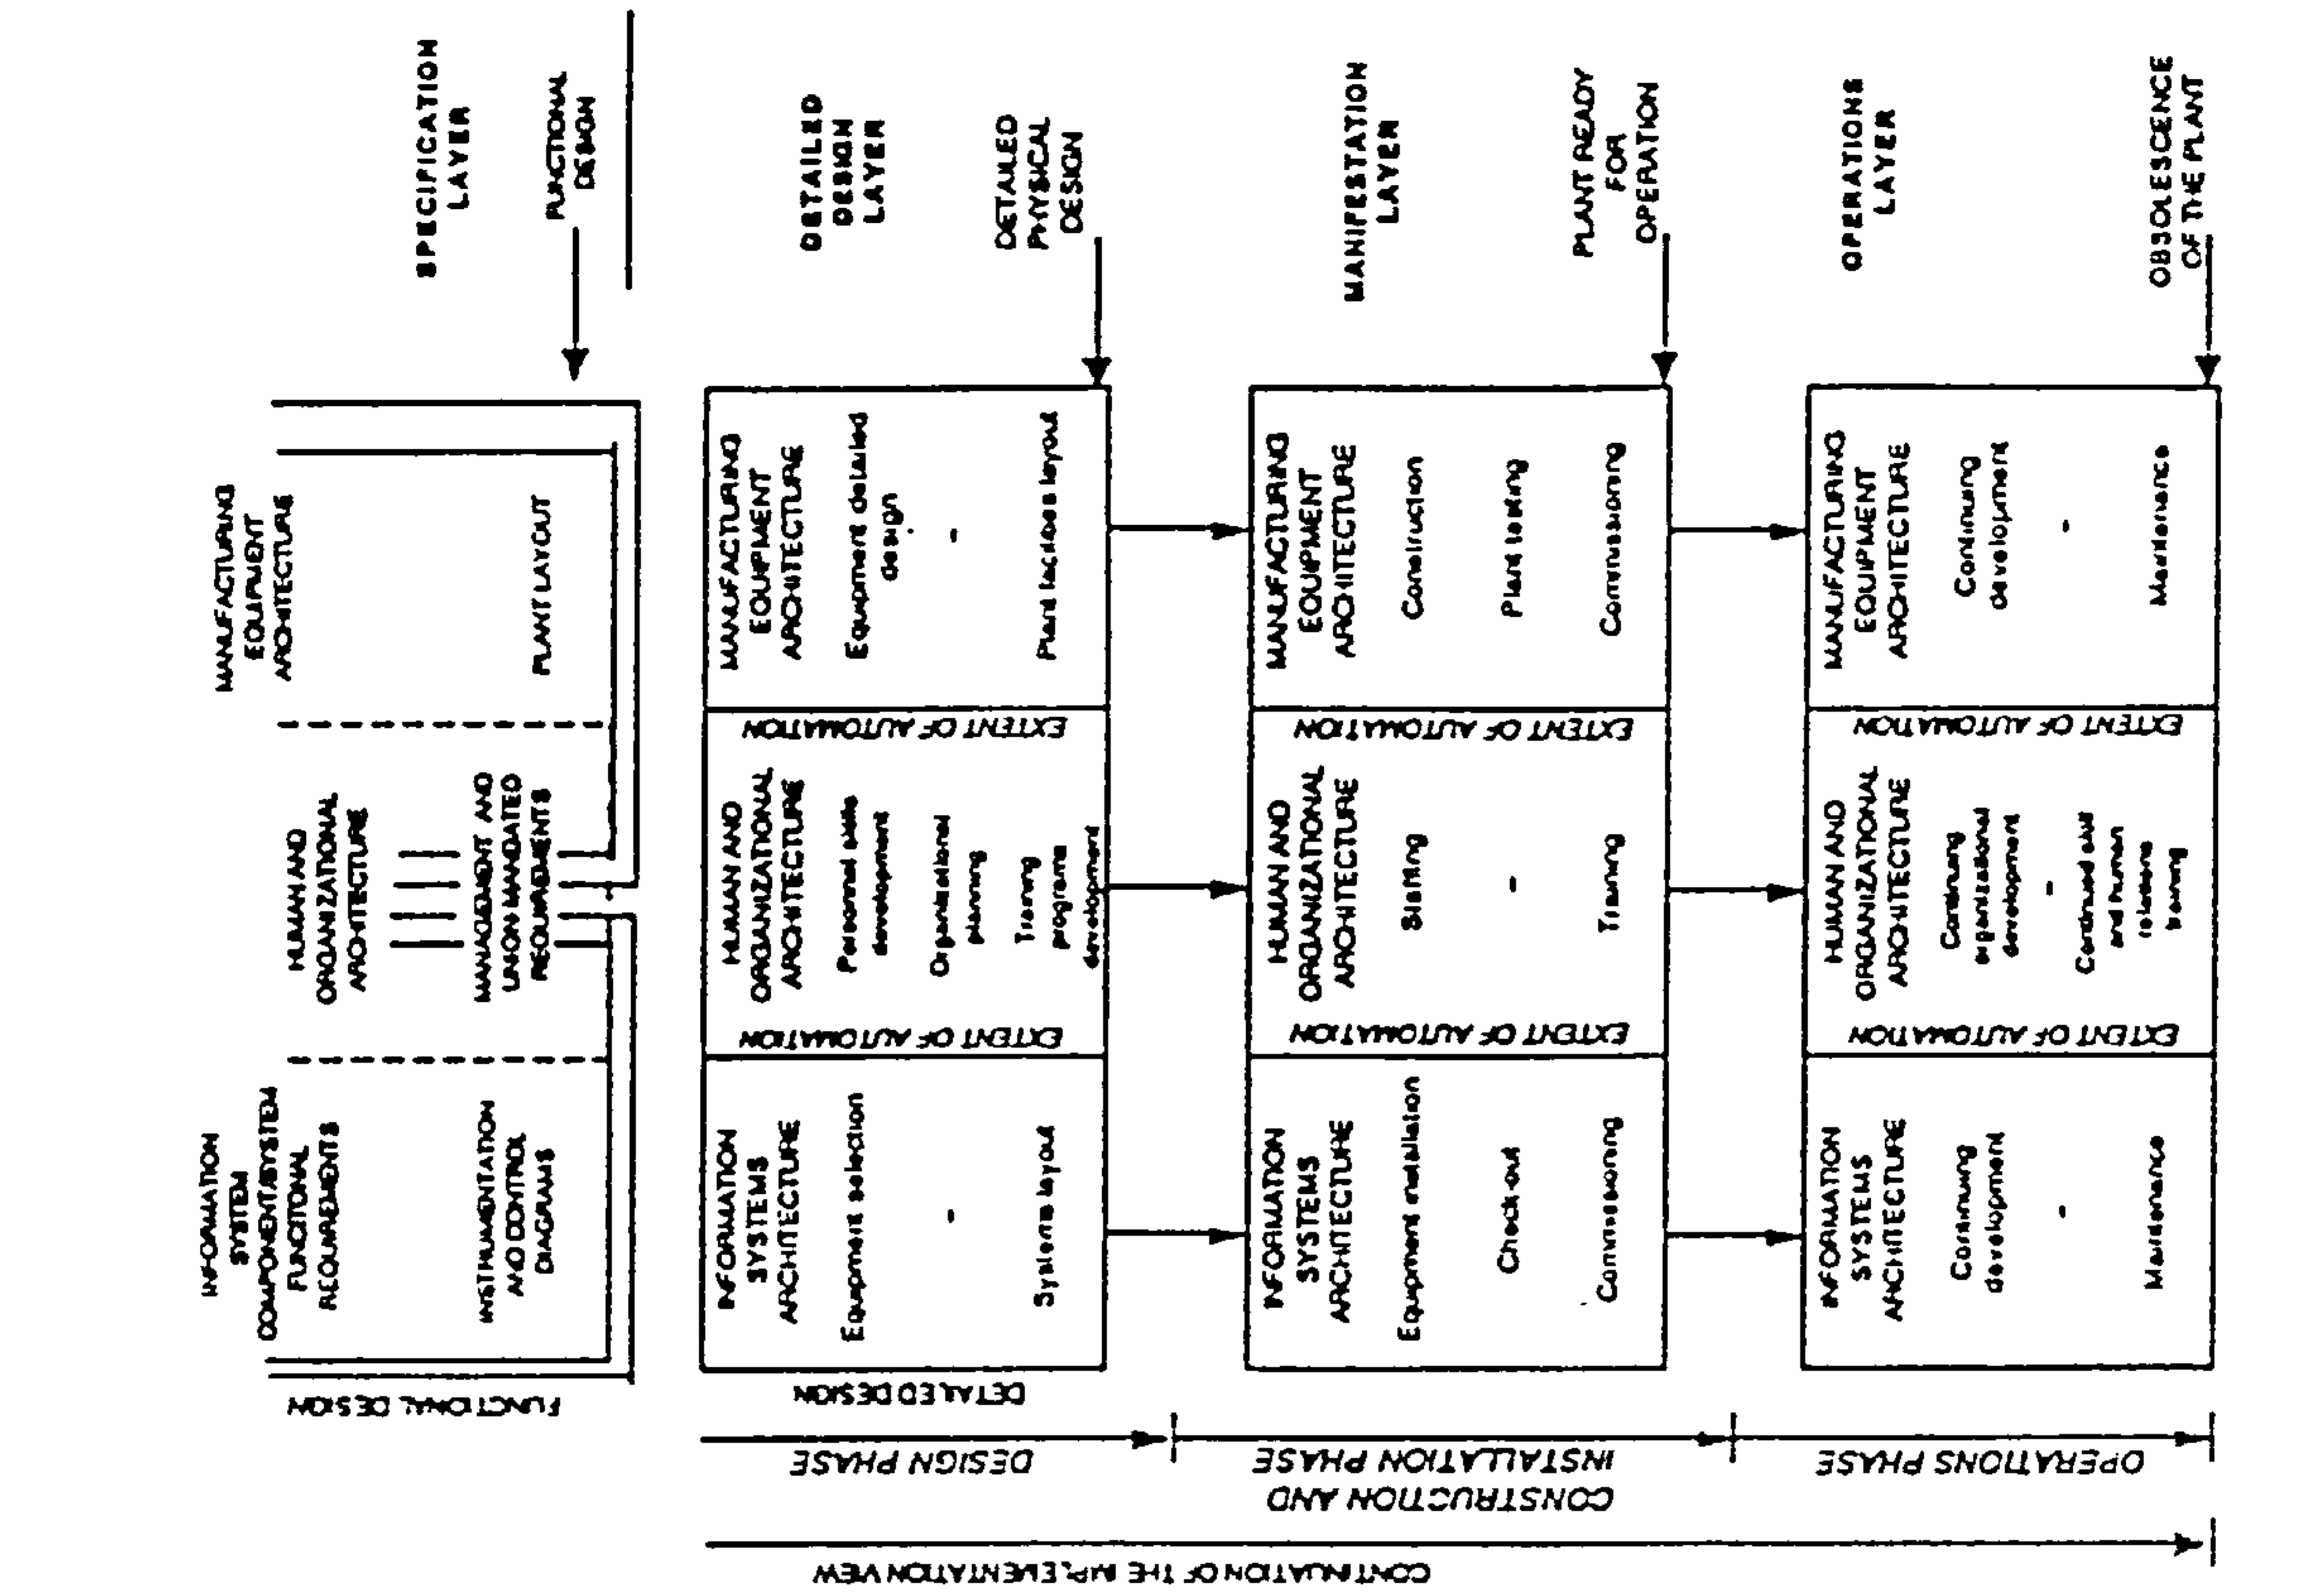 INFORMATION
SYSTEM
COMPONENT/SYSTEM
FUNCITONAL
REQUIREMENTS
HUMAN AND
ORGANIZATIONAL
ARCHITECTURE
MANUFACTURING
EQUIPMENT
ARCHITECTURE
SPECIFICATION
LAYER
FUNCTIONAL DESIGN
INSTRUMENTATION
AND CONTROL
DIAGRAMS
MANAGEMENT AND
UNION MANDATED
REQUIREMENTS
PLANT LAYOUT
FUNCTIONAL
DESIGN
CONTINUATION OF THE IMPLEMENTATION VIEW
DESIGN PHASE
DETAILED DESIGN
INFORMATION
SYSTEMS
ARCHITECTURE
Equipment selection
-
Systems layout
EXTENT OF AUTOMATION
HUMAN AND
ORGANIZATIONAL
ARCHITECTURE
Personnel skills
development
Organizational
planning
Training
programs
development
EXTENT OF AUTOMATION
MANUFACTURING
EQUIPMENT
ARCHITECTURE
Equipment detailed
design
-
Plant layout
DETAILED
DESIGN
LAYER
DETAILED
PHYSICAL
DESIGN
CONSTRUCTION AND
INSTALLATION PHASE
INFORMATION
SYSTEMS
ARCHITECTURE
Equipment installation
Check-out
Commissioning
EXTENT OF AUTOMATION
HUMAN AND
ORGANIZATIONAL
ARCHITECTURE
Staffing
-
Training
EXTENT OF AUTOMATION
MANUFACTURING
EQUIPMENT
ARCHITECTURE
Construction
Plant testing
Commissioning
MANIFESTATION
LAYER
PLANT READY
FOR
OPERATION
OPERATIONS PHASE
INFORMATION
SYSTEMS
ARCHITECTURE
Continuing
development
-
Maintenance
EXTENT OF AUTOMATION
HUMAN AND
ORGANIZATIONAL
ARCHITECTURE
Continuing
organizational
development
-
Continued skill
and human
relations
training
EXTENT OF AUTOMATION
MANUFACTURING
EQUIPMENT
ARCHITECTURE
Continuing
development
-
Maintenance
OPERATIONS
LAYER
OBSOLESCENCE
OF THE PLANT